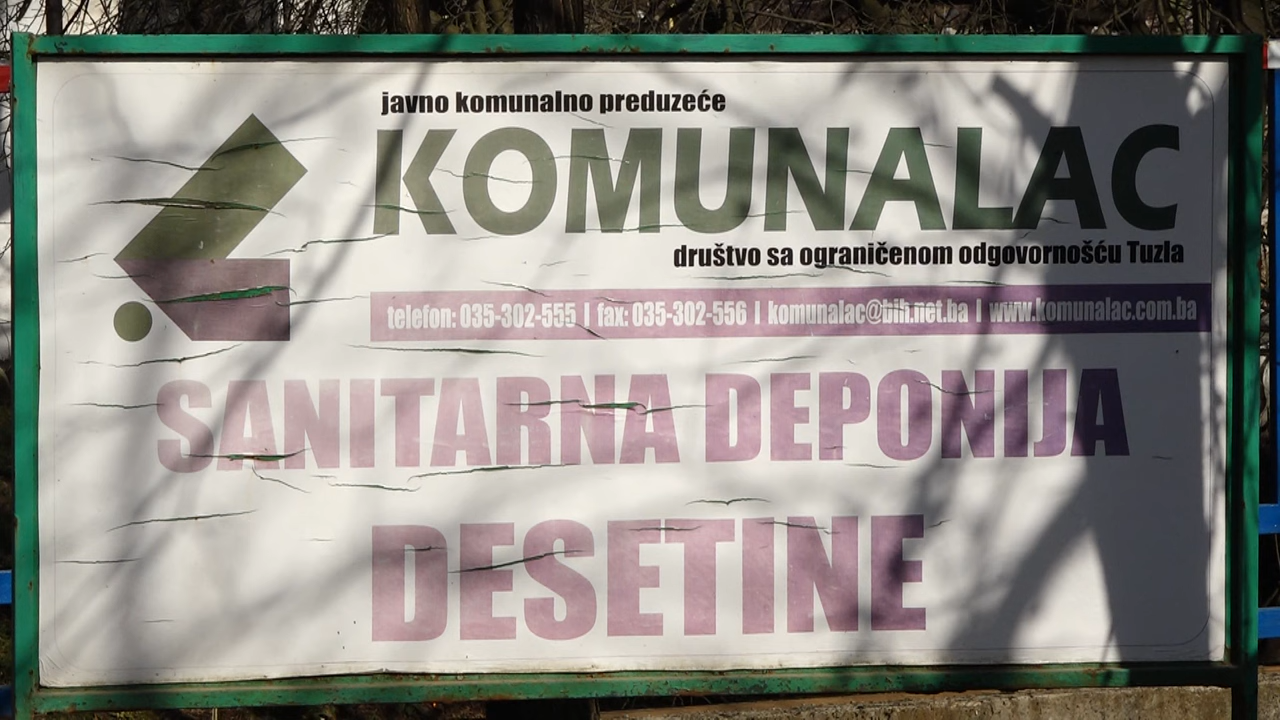 javno komunalno preduzeće
KOMUNALAC
društvo sa ograničenom odgovornošću Tuzla
telefon: 035-302-555 | fax: 035-302-556 | komunalac@bih.net.ba | www.komunalac.com.ba
SANITARNA DEPONIJA
DESETINE